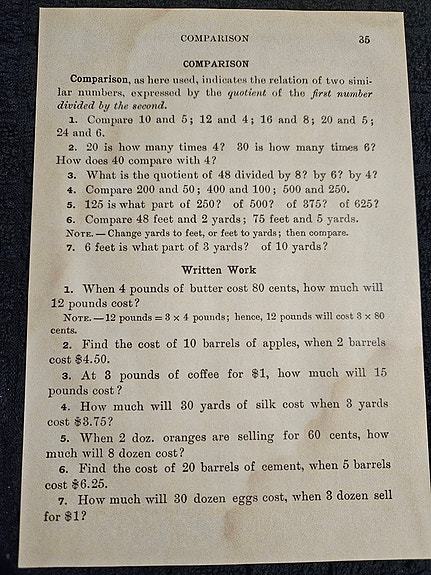 COMPARISON 35
COMPARISON
Comparison, as here used, indicates the relation of two simi-
lar numbers, expressed by the quotient of the first number
divided by the second.
1. Compare 10 and 5; 12 and 4; 16 and 8; 20 and 5;
24 and 6.
2. 20 is how many times 4? 30 is how many times 6?
How does 40 compare with 4?
3. What is the quotient of 48 divided by 8? by 6? by 4?
4. Compare 200 and 50; 400 and 100; 500 and 250.
5. 125 is what part of 250? of 500? of 375? of 625?
6. Compare 48 feet and 2 yards; 75 feet and 5 yards.
NOTE.—Change yards to feet, or feet to yards; then compare.
7. 6 feet is what part of 3 yards? of 10 yards?
Written Work
1. When 4 pounds of butter cost 80 cents, how much will
12 pounds cost?
NOTE.—12 pounds = 3 × 4 pounds; hence, 12 pounds will cost 3 × 80
cents.
2. Find the cost of 10 barrels of apples, when 2 barrels
cost $4.50.
3. At 3 pounds of coffee for $1, how much will 15
pounds cost?
4. How much will 30 yards of silk cost when 3 yards
cost $3.75?
5. When 2 doz. oranges are selling for 60 cents, how
much will 8 dozen cost?
6. Find the cost of 20 barrels of cement, when 5 barrels
cost $6.25.
7. How much will 30 dozen eggs cost, when 3 dozen sell
for $1?